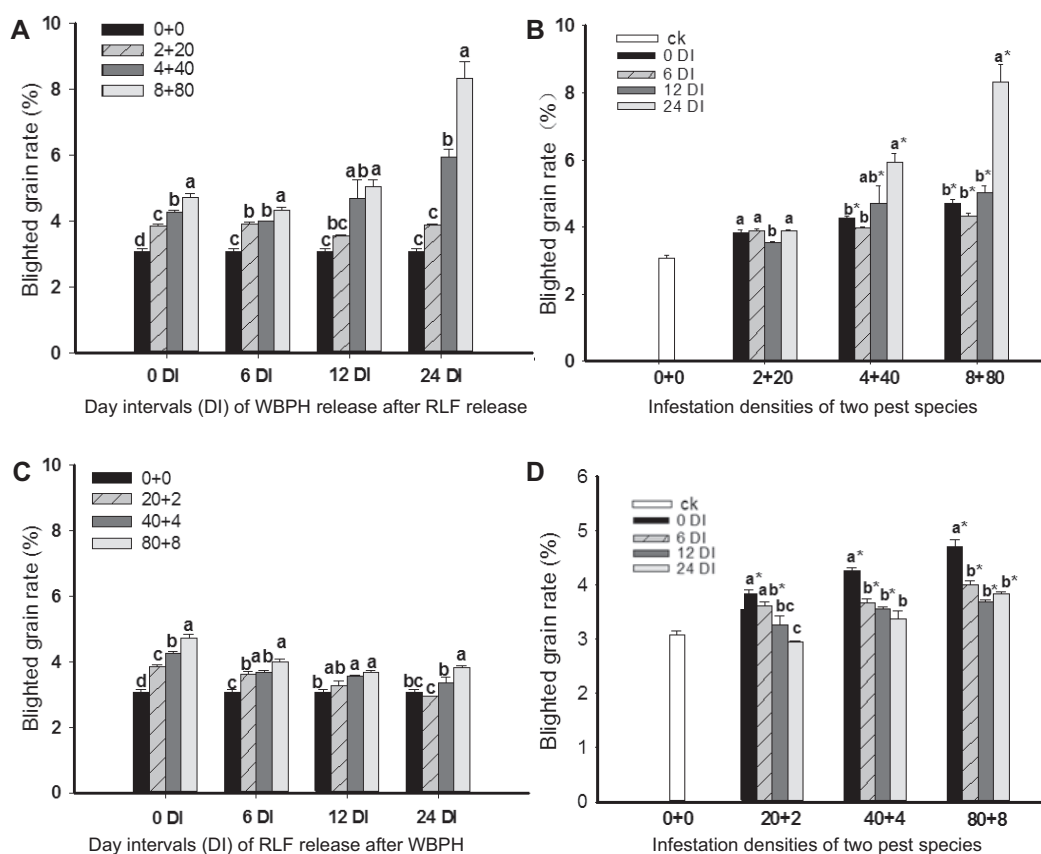 A
10
8
6
4
2
0
Blighted grain rate (%)
0+0
2+20
4+40
8+80
d c b a
c b b a
c bc ab a
c c b a
0 DI 6 DI 12 DI 24 DI
Day intervals (DI) of WBPH release after RLF release
B
10
8
6
4
2
0
Blighted grain rate (%)
ck
0 DI
6 DI
12 DI
24 DI
a a b a
b* b ab* a*
b* b* b* a*
0+0 2+20 4+40 8+80
Infestation densities of two pest species
C
10
8
6
4
2
0
Blighted grain rate (%)
0+0
20+2
40+4
80+8
d c b a
c b ab a
b ab a a
bc c b a
0 DI 6 DI 12 DI 24 DI
Day intervals (DI) of RLF release after WBPH
D
6
5
4
3
2
1
0
Blighted grain rate (%)
ck
0 DI
6 DI
12 DI
24 DI
a* ab* bc c
a* b* b* b
a* b* b* b*
0+0 20+2 40+4 80+8
Infestation densities of two pest species